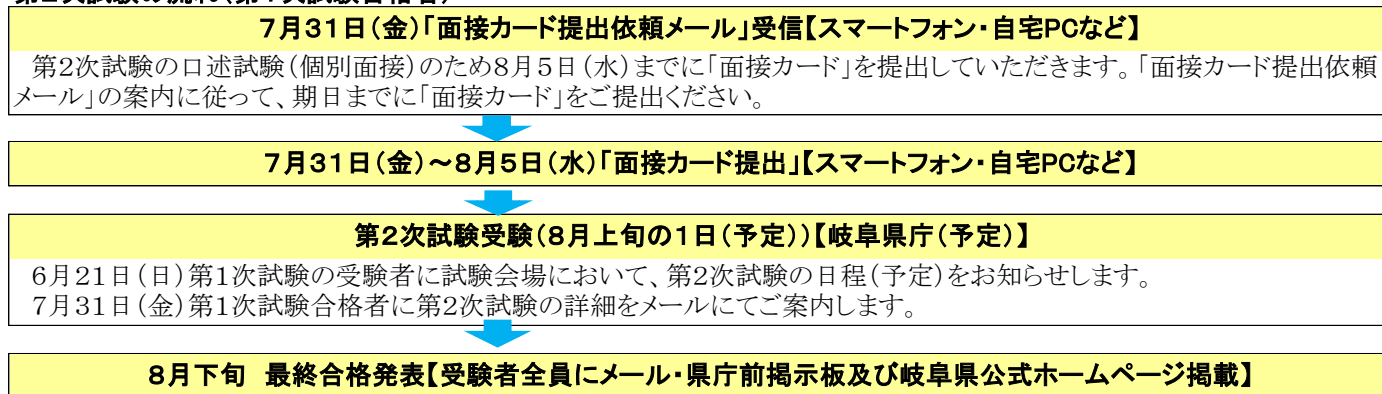 7月31日(金)「面接カード提出依頼メール」受信【スマートフォン・自宅PCなど】
第2次試験の口述試験(個別面接)のため8月5日(水)までに「面接カード」を提出していただきます。「面接カード提出依頼
メール」の案内に従って、期日までに「面接カード」をご提出ください。
7月31日(金)~8月5日(水)「面接カード提出」【スマートフォン・自宅PCなど】
第2次試験受験(8月上旬の1日(予定))【岐阜県庁(予定)】
6月21日(日)第1次試験の受験者に試験会場において、第2次試験の日程(予定)をお知らせします。
7月31日(金)第1次試験合格者に第2次試験の詳細をメールにてご案内します。
8月下旬 最終合格発表【受験者全員にメール・県庁前掲示板及び岐阜県公式ホームページ掲載】